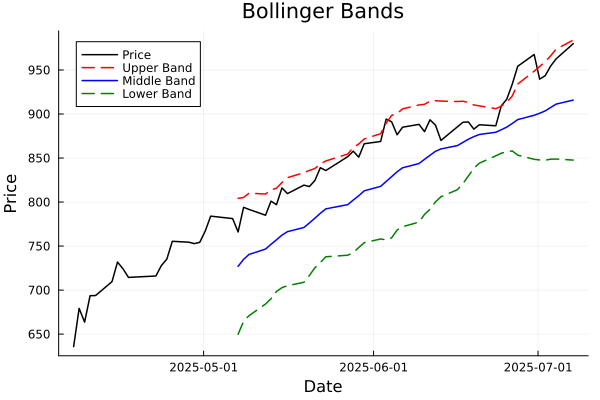 Bollinger Bands
Price
Upper Band
Middle Band
Lower Band
Price
950
900
850
800
750
700
650
2025-05-01
2025-06-01
2025-07-01
Date